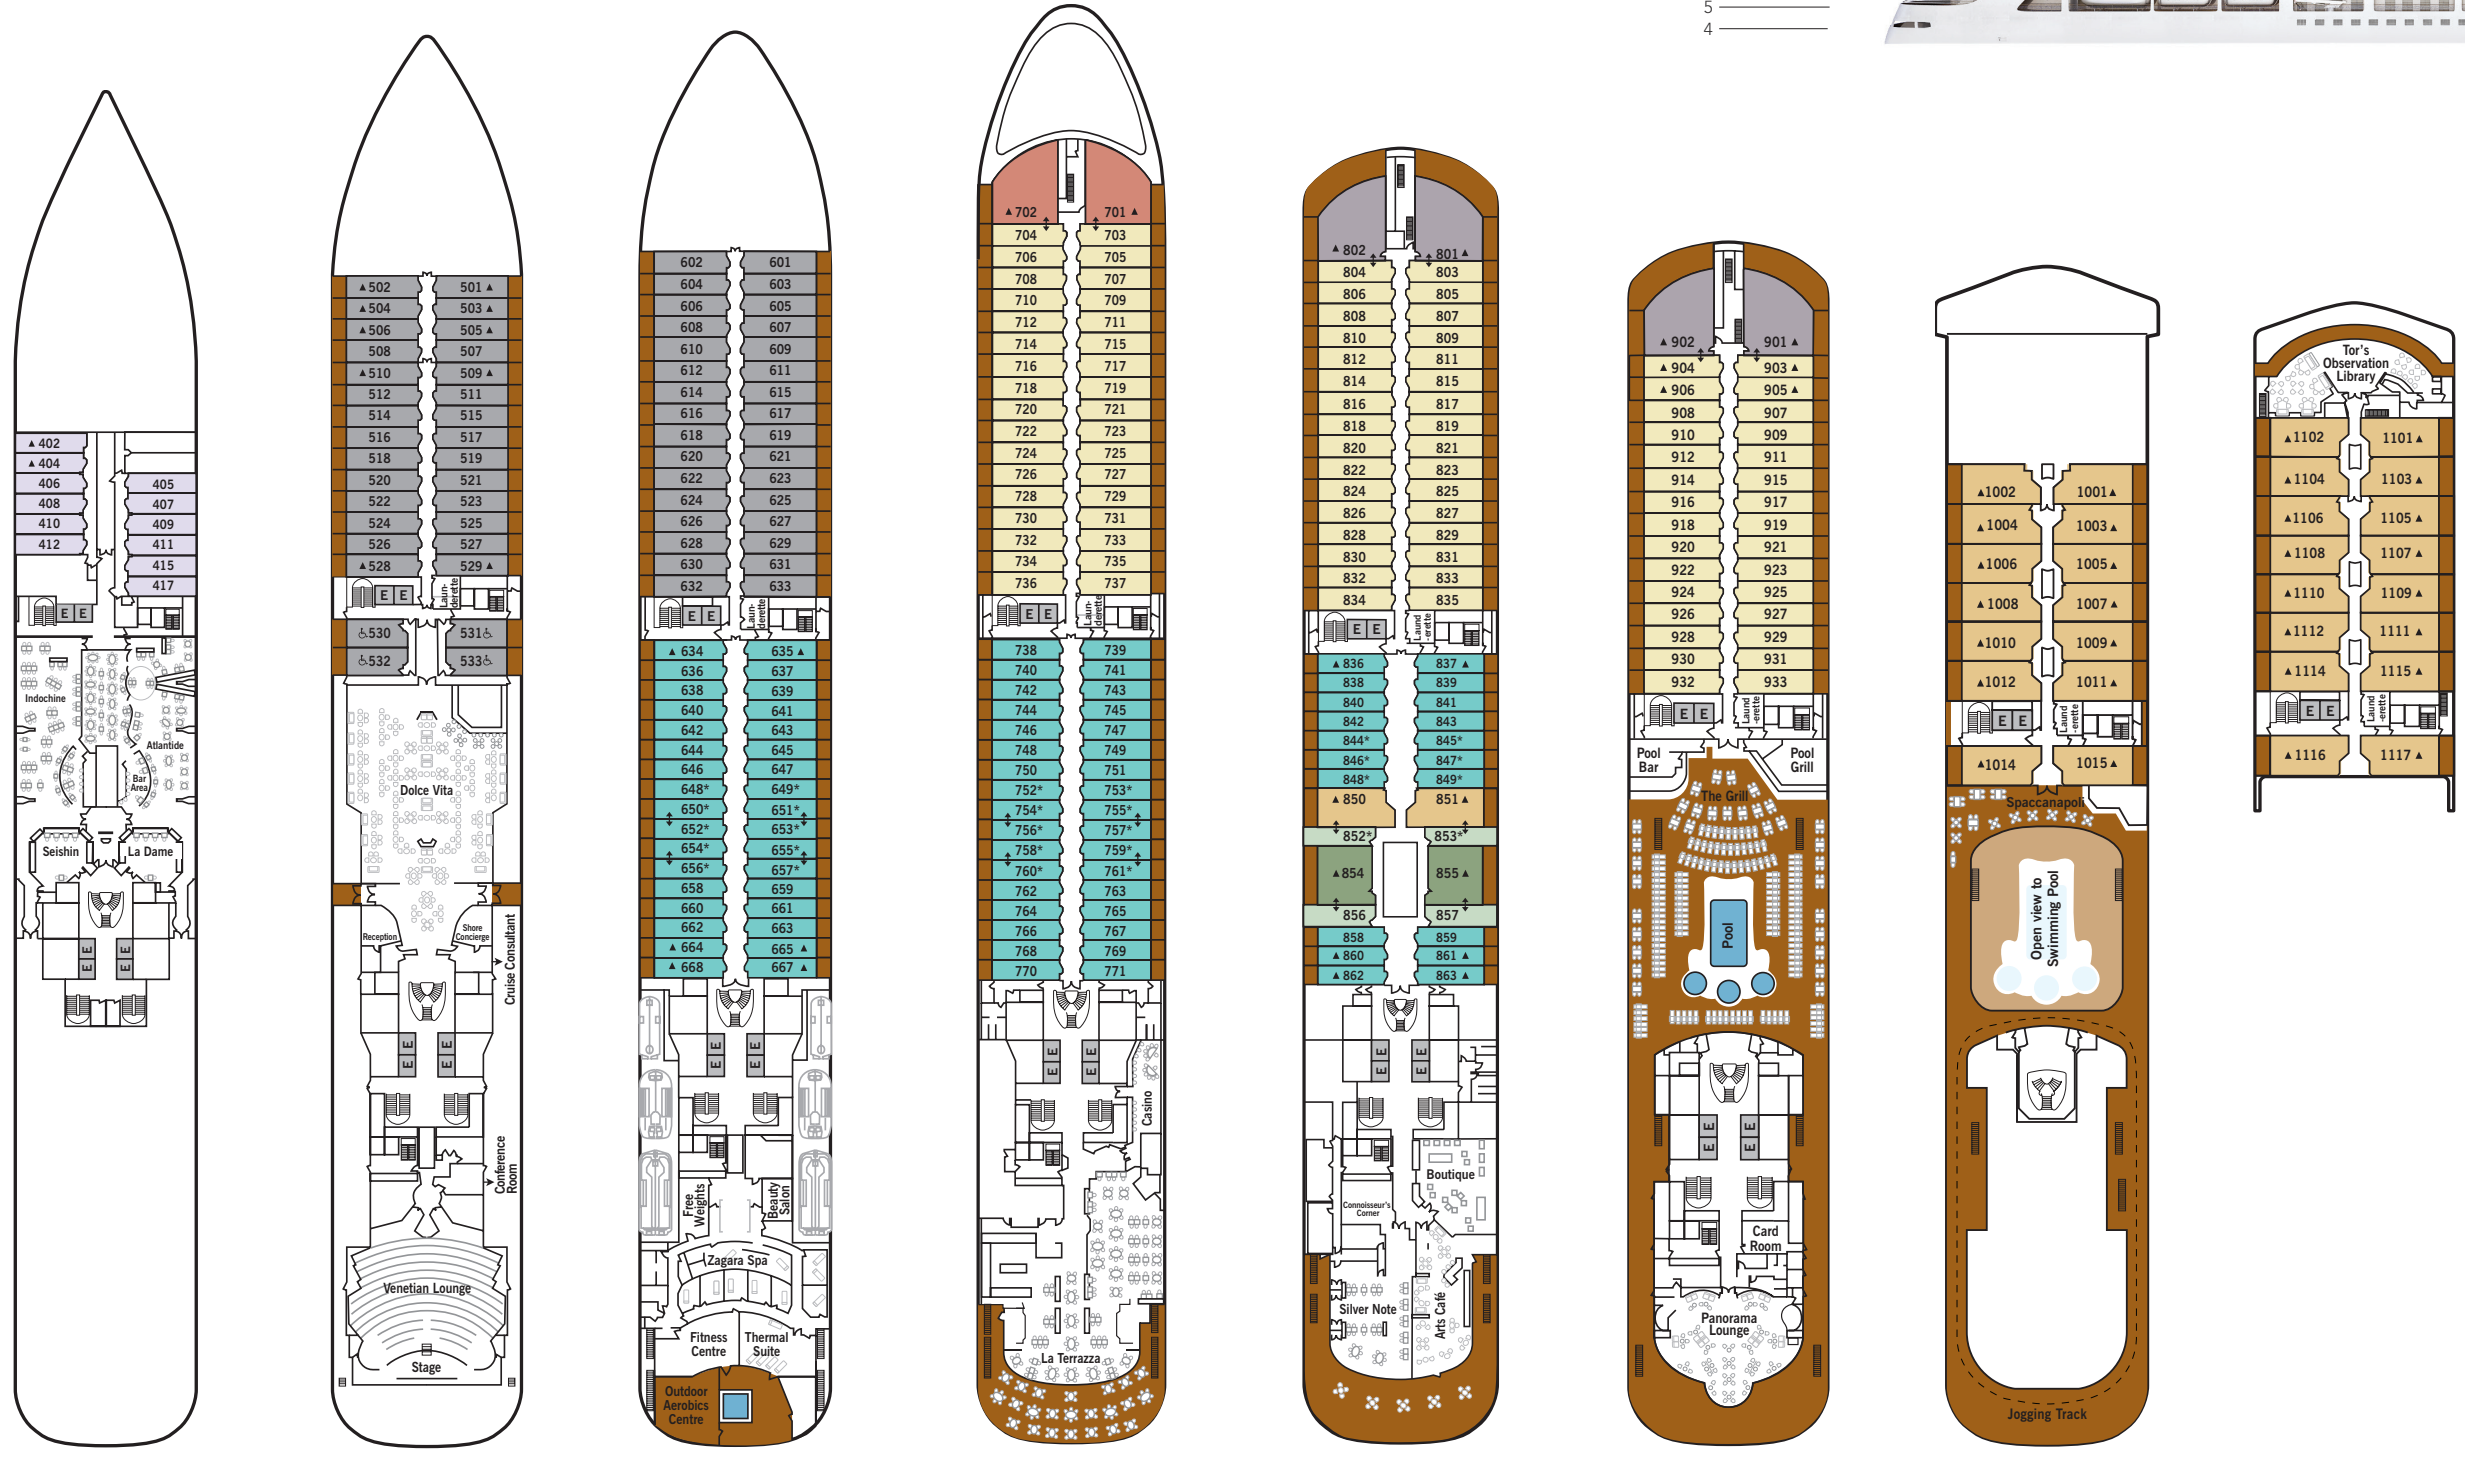 5
4
▲402
▲404
406 405
408 407
410 409
412 411
415
417
E E
Indochine
Atlantide
Bar
Area
Seishin La Dame
E E
E E
▲502 501▲
▲504 503▲
▲506 505▲
508 507
▲510 509▲
512 511
514 515
516 517
518 519
520 521
522 523
524 525
526 527
▲528 529▲
E E
Laun-
derette
♿530 531♿
♿532 533♿
Dolce Vita
Reception
Shore
Concierge
Cruise Consultant
E E
E E
Conference
Room
Venetian Lounge
Stage
602 601
604 603
606 605
608 607
610 609
612 611
614 615
616 617
618 619
620 621
622 623
624 625
626 627
628 629
630 631
632 633
E E
Laun-
derette
▲634 635▲
636 637
638 639
640 641
642 643
644 645
646 647
648* 649*
650* 651*
652* 653*
654* 655*
656* 657*
658 659
660 661
662 663
▲664 665▲
▲668 667▲
E E
E E
Free
Weights
Beauty
Salon
Zagara Spa
Fitness
Centre
Thermal
Suite
Outdoor
Aerobics
Centre
▲702 701▲
704 703
706 705
708 707
710 709
712 711
714 715
716 717
718 719
720 721
722 723
724 725
726 727
728 729
730 731
732 733
734 735
736 737
E E
Laun-
derette
738 739
740 741
742 743
744 745
746 747
748 749
750 751
752* 753*
754* 755*
756* 757*
758* 759*
760* 761*
762 763
764 765
766 767
768 769
770 771
E E
E E
Casino
La Terrazza
▲802 801▲
804 803
806 805
808 807
810 809
812 811
814 815
816 817
818 819
820 821
822 823
824 825
826 827
828 829
830 831
832 833
834 835
E E
Laund
-erette
▲836 837▲
838 839
840 841
842 843
844* 845*
846* 847*
848* 849*
▲850 851▲
852* 853*
▲854 855▲
856 857
858 859
▲860 861▲
▲862 863▲
E E
E E
Boutique
Connoisseur's
Corner
Silver Note
Arts Café
▲902 901▲
▲904 903▲
▲906 905▲
908 907
910 909
912 911
914 915
916 917
918 919
920 921
922 923
924 925
926 927
928 929
930 931
932 933
E E
Laund
-erette
Pool
Bar
Pool
Grill
The Grill
Pool
E E
E E
Card
Room
Panorama
Lounge
▲1002 1001▲
▲1004 1003▲
▲1006 1005▲
▲1008 1007▲
▲1010 1009▲
▲1012 1011▲
E E
Laund
-erette
▲1014 1015▲
Spaccanapoli
Open view to
Swimming Pool
Jogging Track
Tor's
Observation
Library
▲1102 1101▲
▲1104 1103▲
▲1106 1105▲
▲1108 1107▲
▲1110 1109▲
▲1112 1111▲
▲1114 1115▲
E E
Laund
-erette
▲1116 1117▲